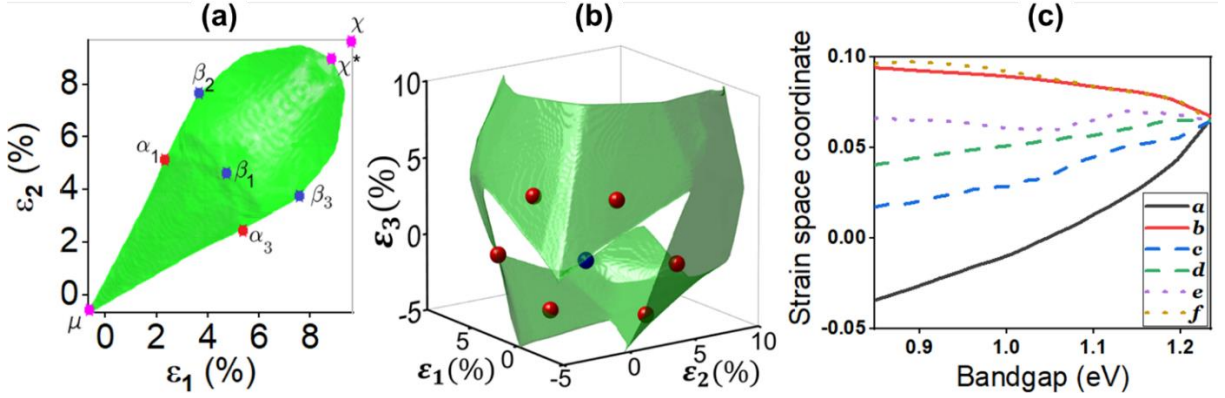 (a)
ε₂ (%)
8
6
4
2
0
0 2 4 6 8
ε₁ (%)
χ
χ*
β₂
α₁
β₁
β₃
α₃
μ
(b)
ε₃(%)
10
5
0
-5
5
0
ε₁(%)
-5
0
5
10
ε₂(%)
(c)
Strain space coordinate
0.10
0.05
0.00
-0.05
0.9 1.0 1.1 1.2
Bandgap (eV)
a
b
c
d
e
f